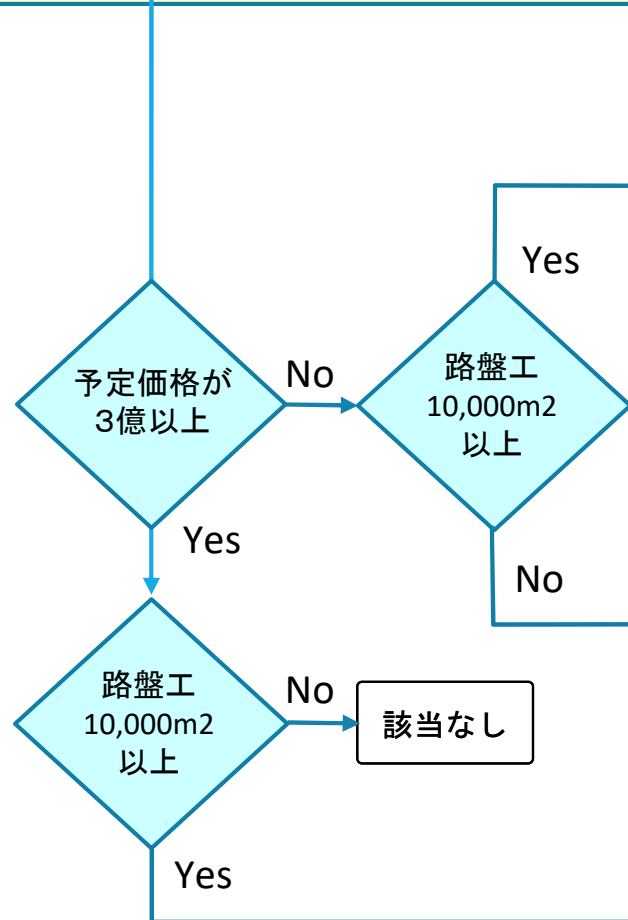 Yes
予定価格が
３億以上
No
路盤工
10,000m2
以上
Yes
No
路盤工
10,000m2
以上
No
該当なし
Yes